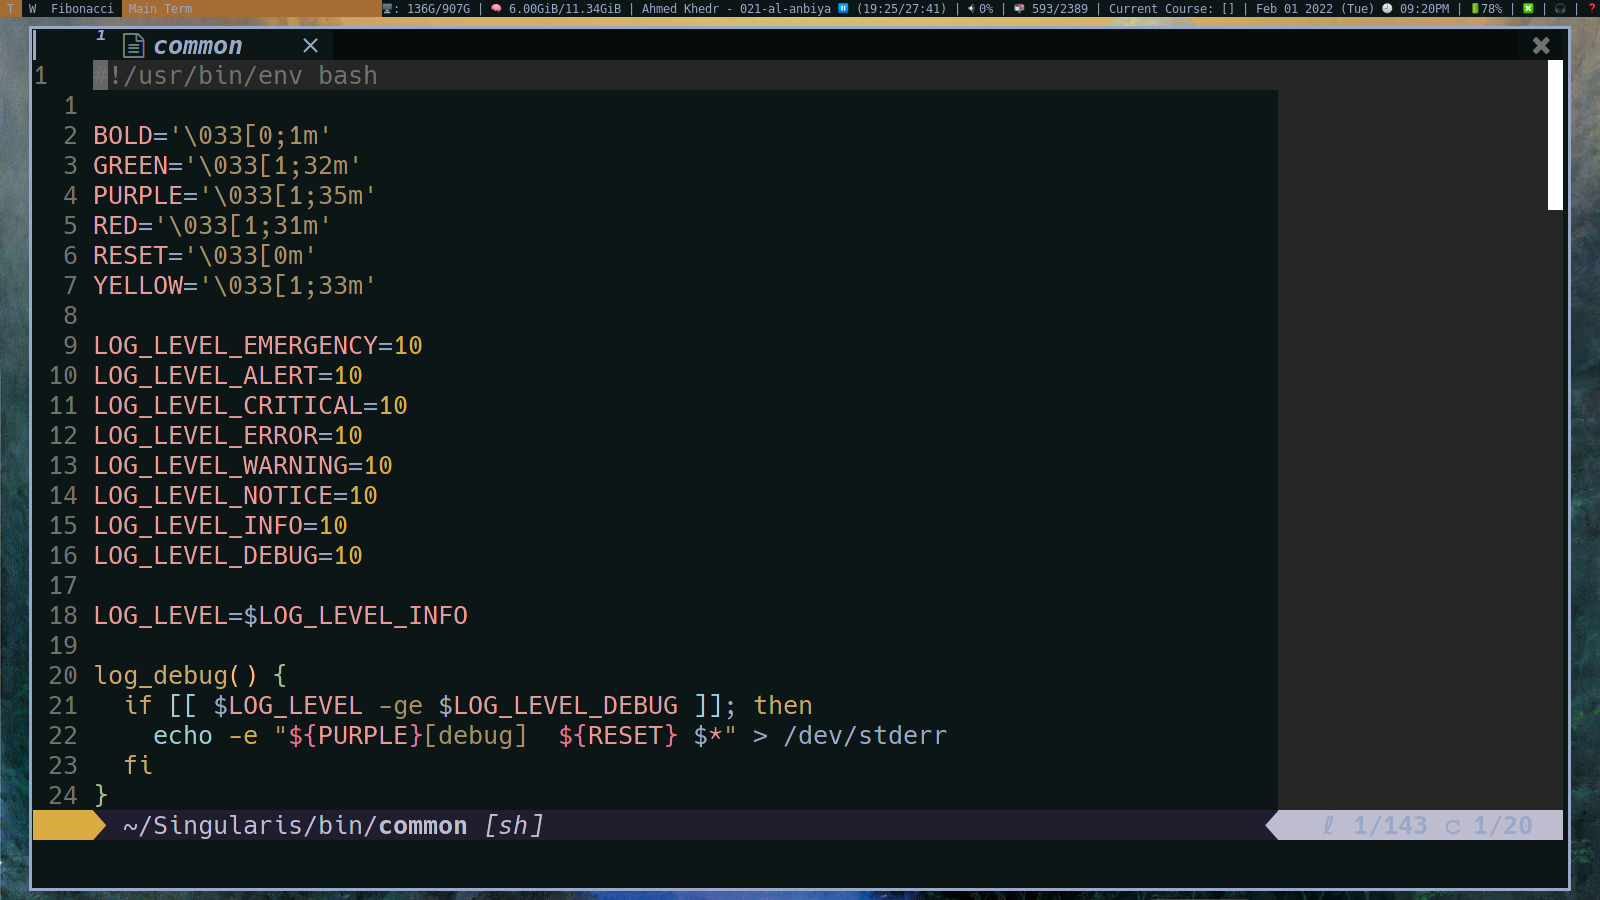 T W Fibonacci Main Term : 136G/907G | 6.00GiB/11.34GiB | Ahmed Khedr - 021-al-anbiya (19:25/27:41) | 0% | 593/2389 | Current Course: [] | Feb 01 2022 (Tue) 09:20PM | 78% | | |
1 common ×
1 #!/usr/bin/env bash
1
2 BOLD='\033[0;1m'
3 GREEN='\033[1;32m'
4 PURPLE='\033[1;35m'
5 RED='\033[1;31m'
6 RESET='\033[0m'
7 YELLOW='\033[1;33m'
8
9 LOG_LEVEL_EMERGENCY=10
10 LOG_LEVEL_ALERT=10
11 LOG_LEVEL_CRITICAL=10
12 LOG_LEVEL_ERROR=10
13 LOG_LEVEL_WARNING=10
14 LOG_LEVEL_NOTICE=10
15 LOG_LEVEL_INFO=10
16 LOG_LEVEL_DEBUG=10
17
18 LOG_LEVEL=$LOG_LEVEL_INFO
19
20 log_debug() {
21   if [[ $LOG_LEVEL -ge $LOG_LEVEL_DEBUG ]]; then
22     echo -e "${PURPLE}[debug]  ${RESET} $*" > /dev/stderr
23   fi
24 }
~/Singularis/bin/common [sh] ℓ 1/143 c 1/20